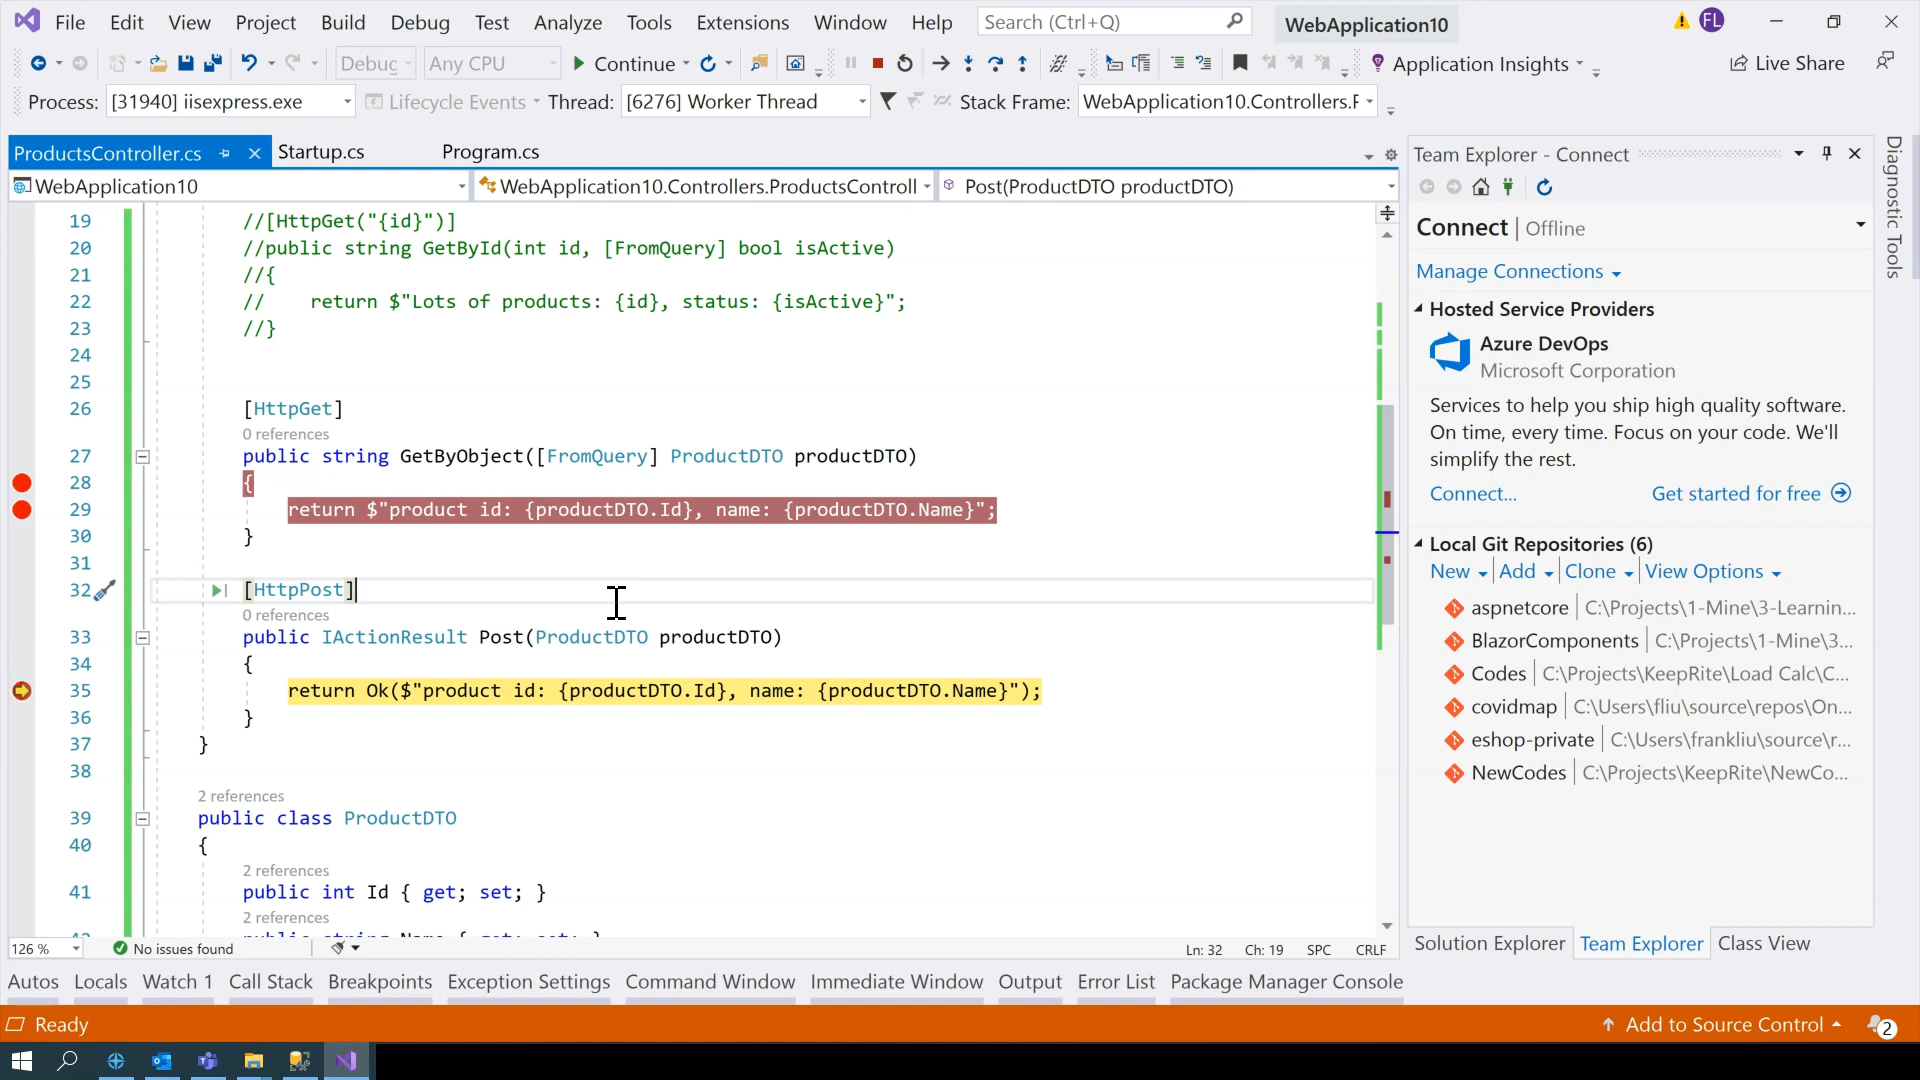 File Edit View Project Build Debug Test Analyze Tools Extensions Window Help Search (Ctrl+Q) WebApplication10 FL
Debug Any CPU Continue Application Insights Live Share
Process: [31940] iisexpress.exe Lifecycle Events Thread: [6276] Worker Thread Stack Frame: WebApplication10.Controllers.F
ProductsController.cs Startup.cs Program.cs
WebApplication10 WebApplication10.Controllers.ProductsControll Post(ProductDTO productDTO)
19 //[HttpGet("{id}")]
20 //public string GetById(int id, [FromQuery] bool isActive)
21 //{
22 // return $"Lots of products: {id}, status: {isActive}";
23 //}
24
25
26 [HttpGet]
0 references
27 public string GetByObject([FromQuery] ProductDTO productDTO)
28 {
29 return $"product id: {productDTO.Id}, name: {productDTO.Name}";
30 }
31
32 [HttpPost]
0 references
33 public IActionResult Post(ProductDTO productDTO)
34 {
35 return Ok($"product id: {productDTO.Id}, name: {productDTO.Name}");
36 }
37 }
38
2 references
39 public class ProductDTO
40 {
2 references
41 public int Id { get; set; }
2 references
126 % No issues found Ln: 32 Ch: 19 SPC CRLF
Team Explorer - Connect
Connect | Offline
Manage Connections
Hosted Service Providers
Azure DevOps
Microsoft Corporation
Services to help you ship high quality software.
On time, every time. Focus on your code. We'll
simplify the rest.
Connect... Get started for free
Local Git Repositories (6)
New | Add | Clone | View Options
aspnetcore | C:\Projects\1-Mine\3-Learnin...
BlazorComponents | C:\Projects\1-Mine\3...
Codes | C:\Projects\KeepRite\Load Calc\C...
covidmap | C:\Users\fliu\source\repos\On...
eshop-private | C:\Users\frankliu\source\r...
NewCodes | C:\Projects\KeepRite\NewCo...
Solution Explorer Team Explorer Class View
Diagnostic Tools
Autos Locals Watch 1 Call Stack Breakpoints Exception Settings Command Window Immediate Window Output Error List Package Manager Console
Ready Add to Source Control 2